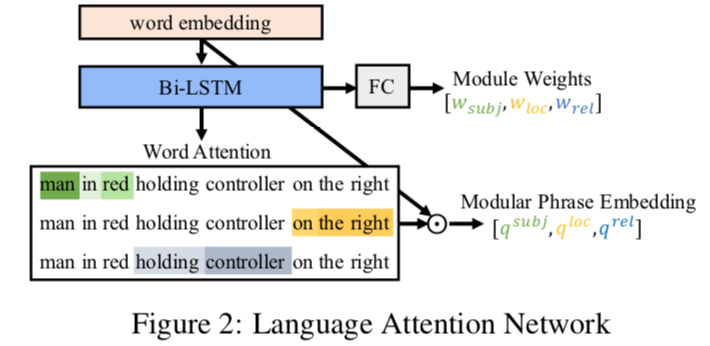 word embedding
Bi-LSTM
FC
Module Weights
[w_subj,w_loc,w_rel]
Word Attention
man in red holding controller on the right
man in red holding controller on the right
man in red holding controller on the right
Modular Phrase Embedding
[q^subj,q^loc,q^rel]
Figure 2: Language Attention Network